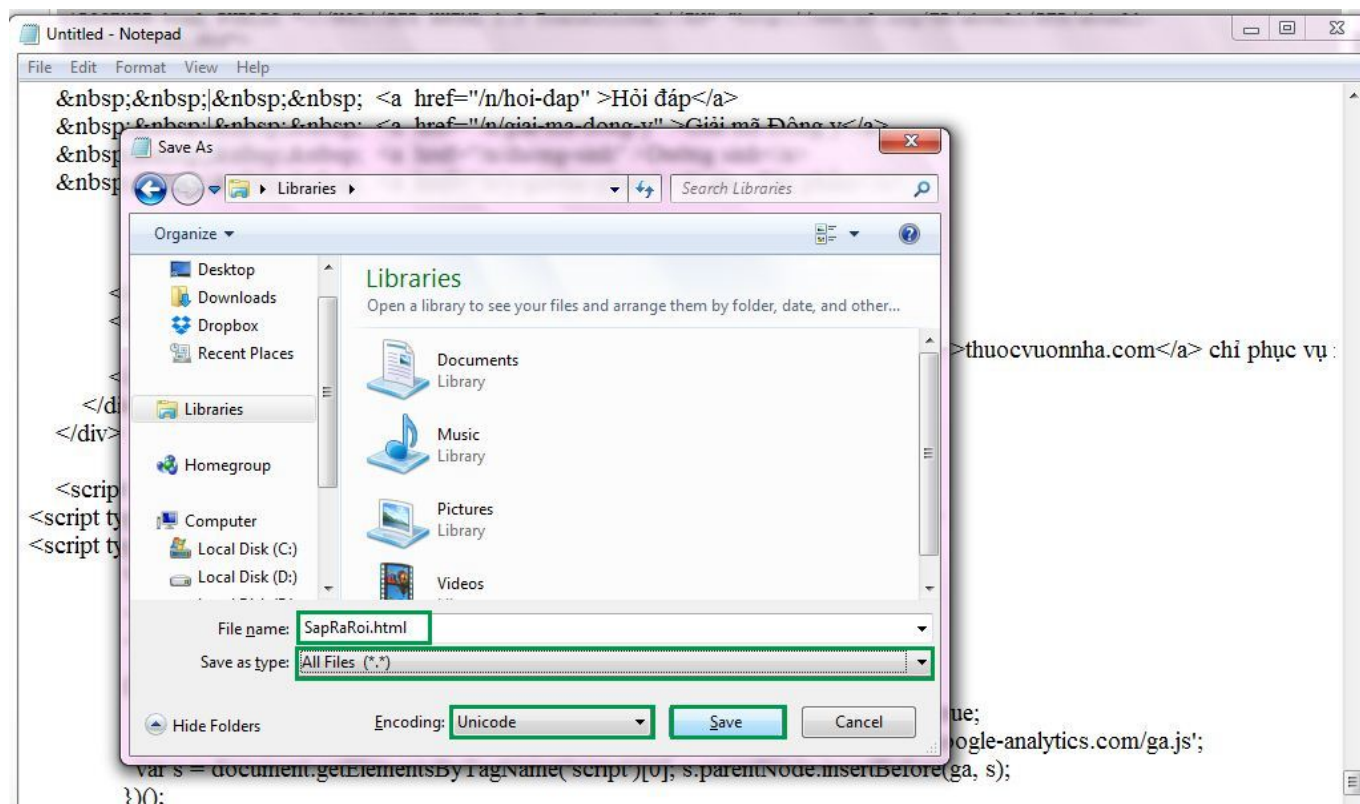 Untitled - Notepad
File Edit Format View Help
&nbsp;&nbsp;|&nbsp;&nbsp; <a href="/n/hoi-dap" >Hỏi đáp</a>
&nbsp;&nbsp;|&nbsp;&nbsp; <a href="/n/giai-ma-dong-y" >Giải mã Đông y</a>
&nbsp
&nbsp
Save As
Libraries
Search Libraries
Organize
Desktop
Downloads
Dropbox
Recent Places
Libraries
Homegroup
Computer
Local Disk (C:)
Local Disk (D:)
Libraries
Open a library to see your files and arrange them by folder, date, and other...
Documents
Library
Music
Library
Pictures
Library
Videos
<
<
>thuocvuonnha.com</a> chỉ phục vụ
<
</di
</div>
<scrip
<script ty
<script ty
File name: SapRaRoi.html
Save as type: All Files (*.*)
Hide Folders
Encoding: Unicode
Save
Cancel
ue;
oogle-analytics.com/ga.js';
var s = document.getElementsByTagName('script')[0]; s.parentNode.insertBefore(ga, s);
})();